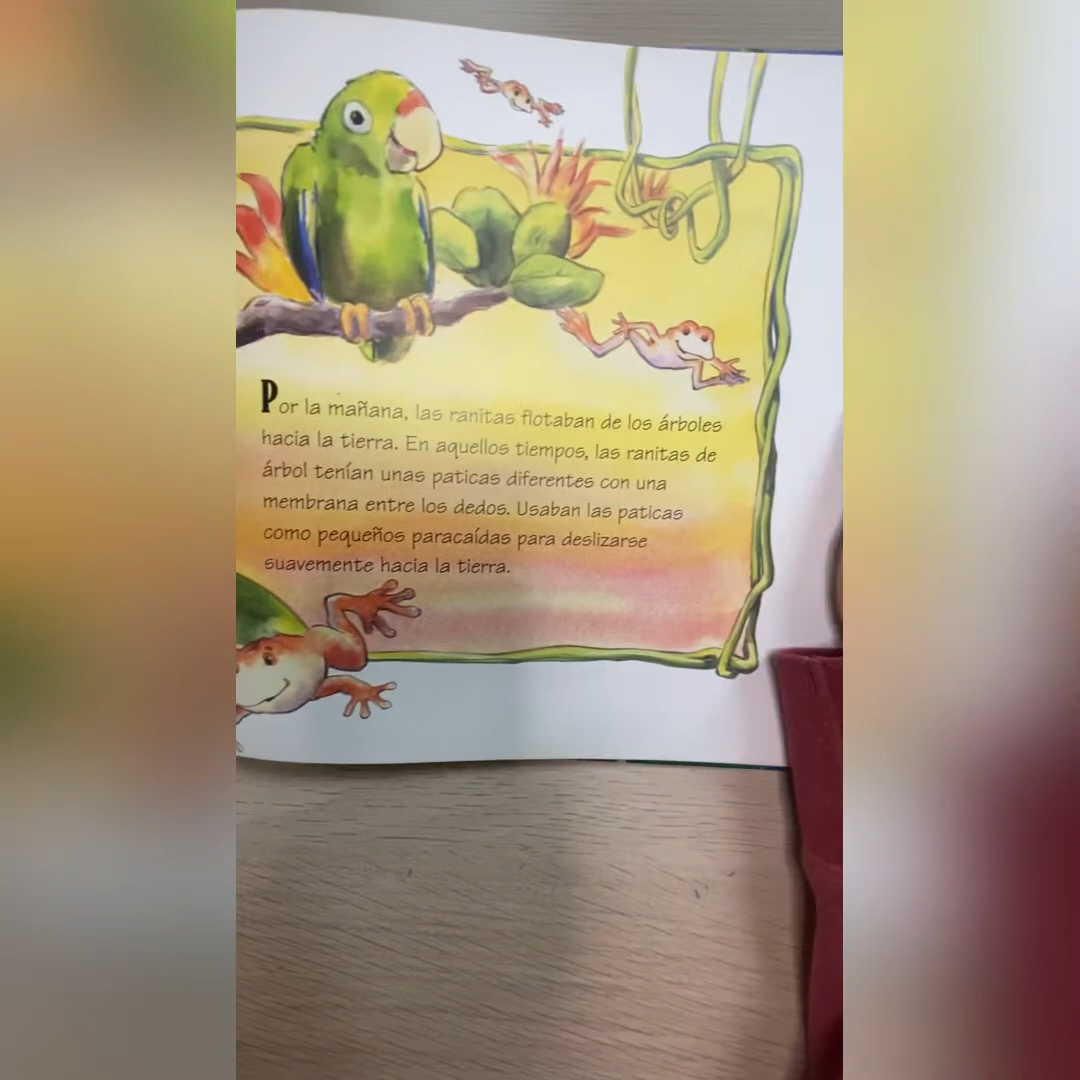 Por la mañana, las ranitas flotaban de los árboles
hacia la tierra. En aquellos tiempos, las ranitas de
árbol tenían unas paticas diferentes con una
membrana entre los dedos. Usaban las paticas
como pequeños paracaídas para deslizarse
suavemente hacia la tierra.